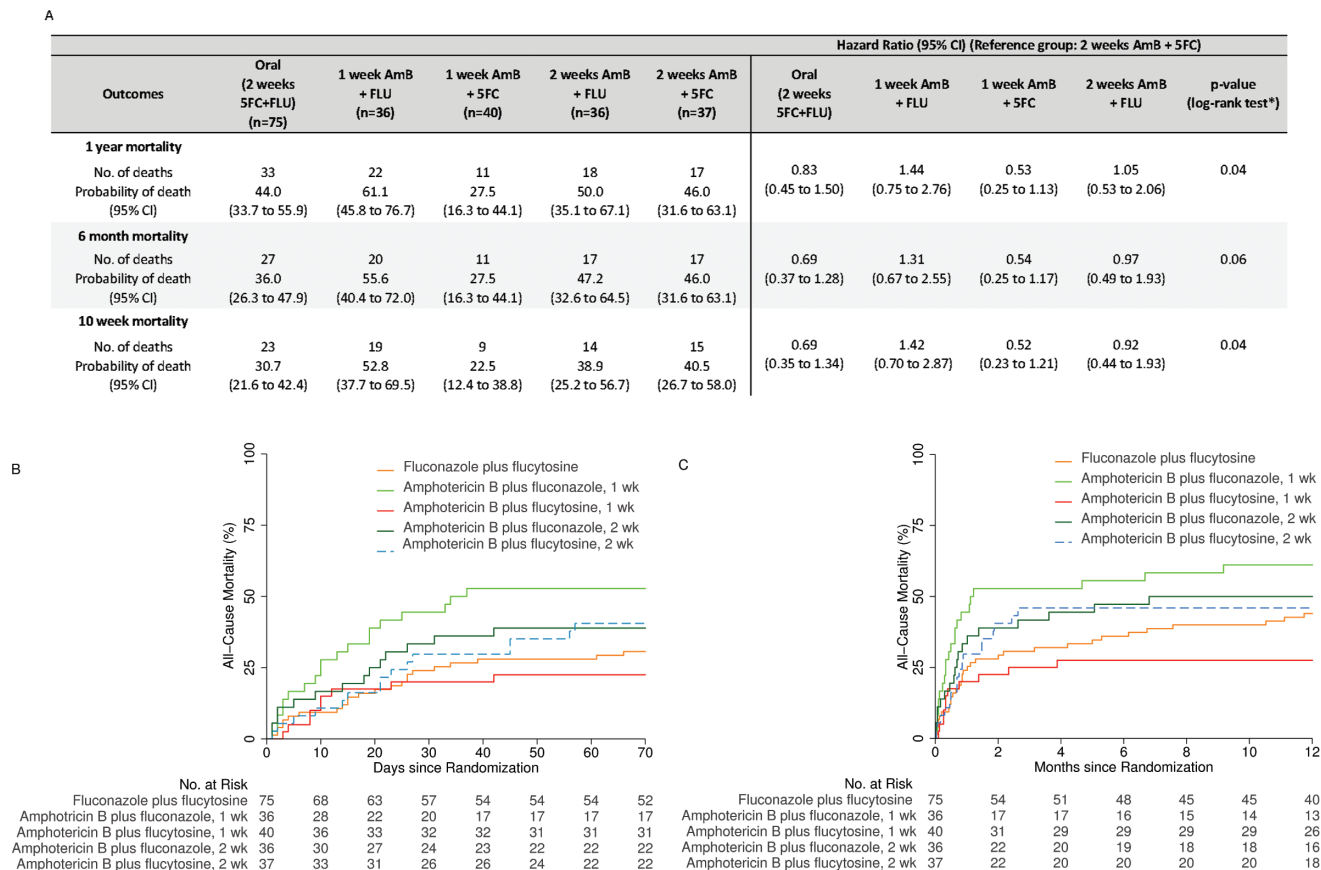 A
Hazard Ratio (95% CI) (Reference group: 2 weeks AmB + 5FC)
Outcomes
Oral (2 weeks 5FC+FLU) (n=75)
1 week AmB + FLU (n=36)
1 week AmB + 5FC (n=40)
2 weeks AmB + FLU (n=36)
2 weeks AmB + 5FC (n=37)
Oral (2 weeks 5FC+FLU)
1 week AmB + FLU
1 week AmB + 5FC
2 weeks AmB + FLU
p-value (log-rank test*)
1 year mortality
No. of deaths 33 22 11 18 17 0.83 1.44 0.53 1.05 0.04
Probability of death 44.0 61.1 27.5 50.0 46.0 (0.45 to 1.50) (0.75 to 2.76) (0.25 to 1.13) (0.53 to 2.06)
(95% CI) (33.7 to 55.9) (45.8 to 76.7) (16.3 to 44.1) (35.1 to 67.1) (31.6 to 63.1)
6 month mortality
No. of deaths 27 20 11 17 17 0.69 1.31 0.54 0.97 0.06
Probability of death 36.0 55.6 27.5 47.2 46.0 (0.37 to 1.28) (0.67 to 2.55) (0.25 to 1.17) (0.49 to 1.93)
(95% CI) (26.3 to 47.9) (40.4 to 72.0) (16.3 to 44.1) (32.6 to 64.5) (31.6 to 63.1)
10 week mortality
No. of deaths 23 19 9 14 15 0.69 1.42 0.52 0.92 0.04
Probability of death 30.7 52.8 22.5 38.9 40.5 (0.35 to 1.34) (0.70 to 2.87) (0.23 to 1.21) (0.44 to 1.93)
(95% CI) (21.6 to 42.4) (37.7 to 69.5) (12.4 to 38.8) (25.2 to 56.7) (26.7 to 58.0)
B
All-Cause Mortality (%)
100
75
50
25
0
Fluconazole plus flucytosine
Amphotericin B plus fluconazole, 1 wk
Amphotericin B plus flucytosine, 1 wk
Amphotericin B plus fluconazole, 2 wk
Amphotericin B plus flucytosine, 2 wk
0 10 20 30 40 50 60 70
Days since Randomization
No. at Risk
Fluconazole plus flucytosine 75 68 63 57 54 54 54 52
Amphotricin B plus fluconazole, 1 wk 36 28 22 20 17 17 17 17
Amphotericin B plus flucytosine, 1 wk 40 36 33 32 32 31 31 31
Amphotericin B plus fluconazole, 2 wk 36 30 27 24 23 22 22 22
Amphotericin B plus flucytosine, 2 wk 37 33 31 26 26 24 22 22
C
All-Cause Mortality (%)
100
75
50
25
0
Fluconazole plus flucytosine
Amphotericin B plus fluconazole, 1 wk
Amphotericin B plus flucytosine, 1 wk
Amphotericin B plus fluconazole, 2 wk
Amphotericin B plus flucytosine, 2 wk
0 2 4 6 8 10 12
Months since Randomization
No. at Risk
Fluconazole plus flucytosine 75 54 51 48 45 45 40
Amphotericin B plus fluconazole, 1 wk 36 17 17 16 15 14 13
Amphotericin B plus flucytosine, 1 wk 40 31 29 29 29 29 26
Amphotericin B plus fluconazole, 2 wk 36 22 20 19 18 18 16
Amphotericin B plus flucytosine, 2 wk 37 22 20 20 20 20 18